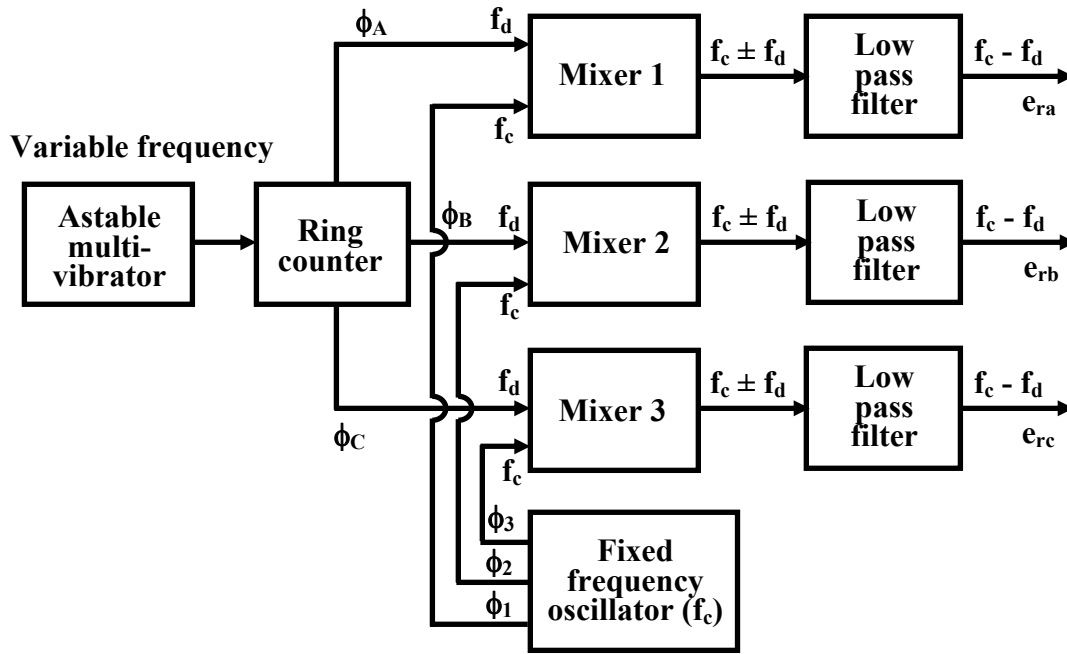 ϕA
fd
fc
Mixer 1
fc ± fd
Low
pass
filter
fc - fd
era
Variable frequency
Astable
multi-
vibrator
Ring
counter
ϕB
fd
fc
Mixer 2
fc ± fd
Low
pass
filter
fc - fd
erb
ϕC
fd
fc
Mixer 3
fc ± fd
Low
pass
filter
fc - fd
erc
ϕ3
ϕ2
ϕ1
Fixed
frequency
oscillator (fc)